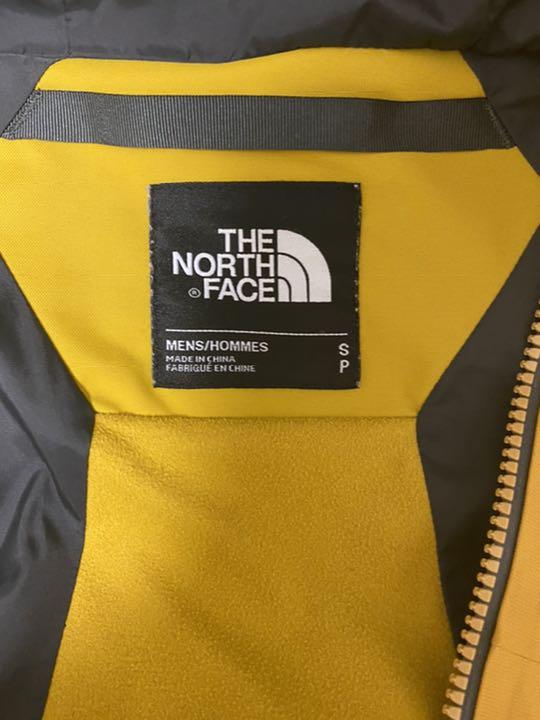 THE
NORTH
® FACE
MENS/HOMMES S
MADE IN CHINA
FABRIQUÉ EN CHINE P